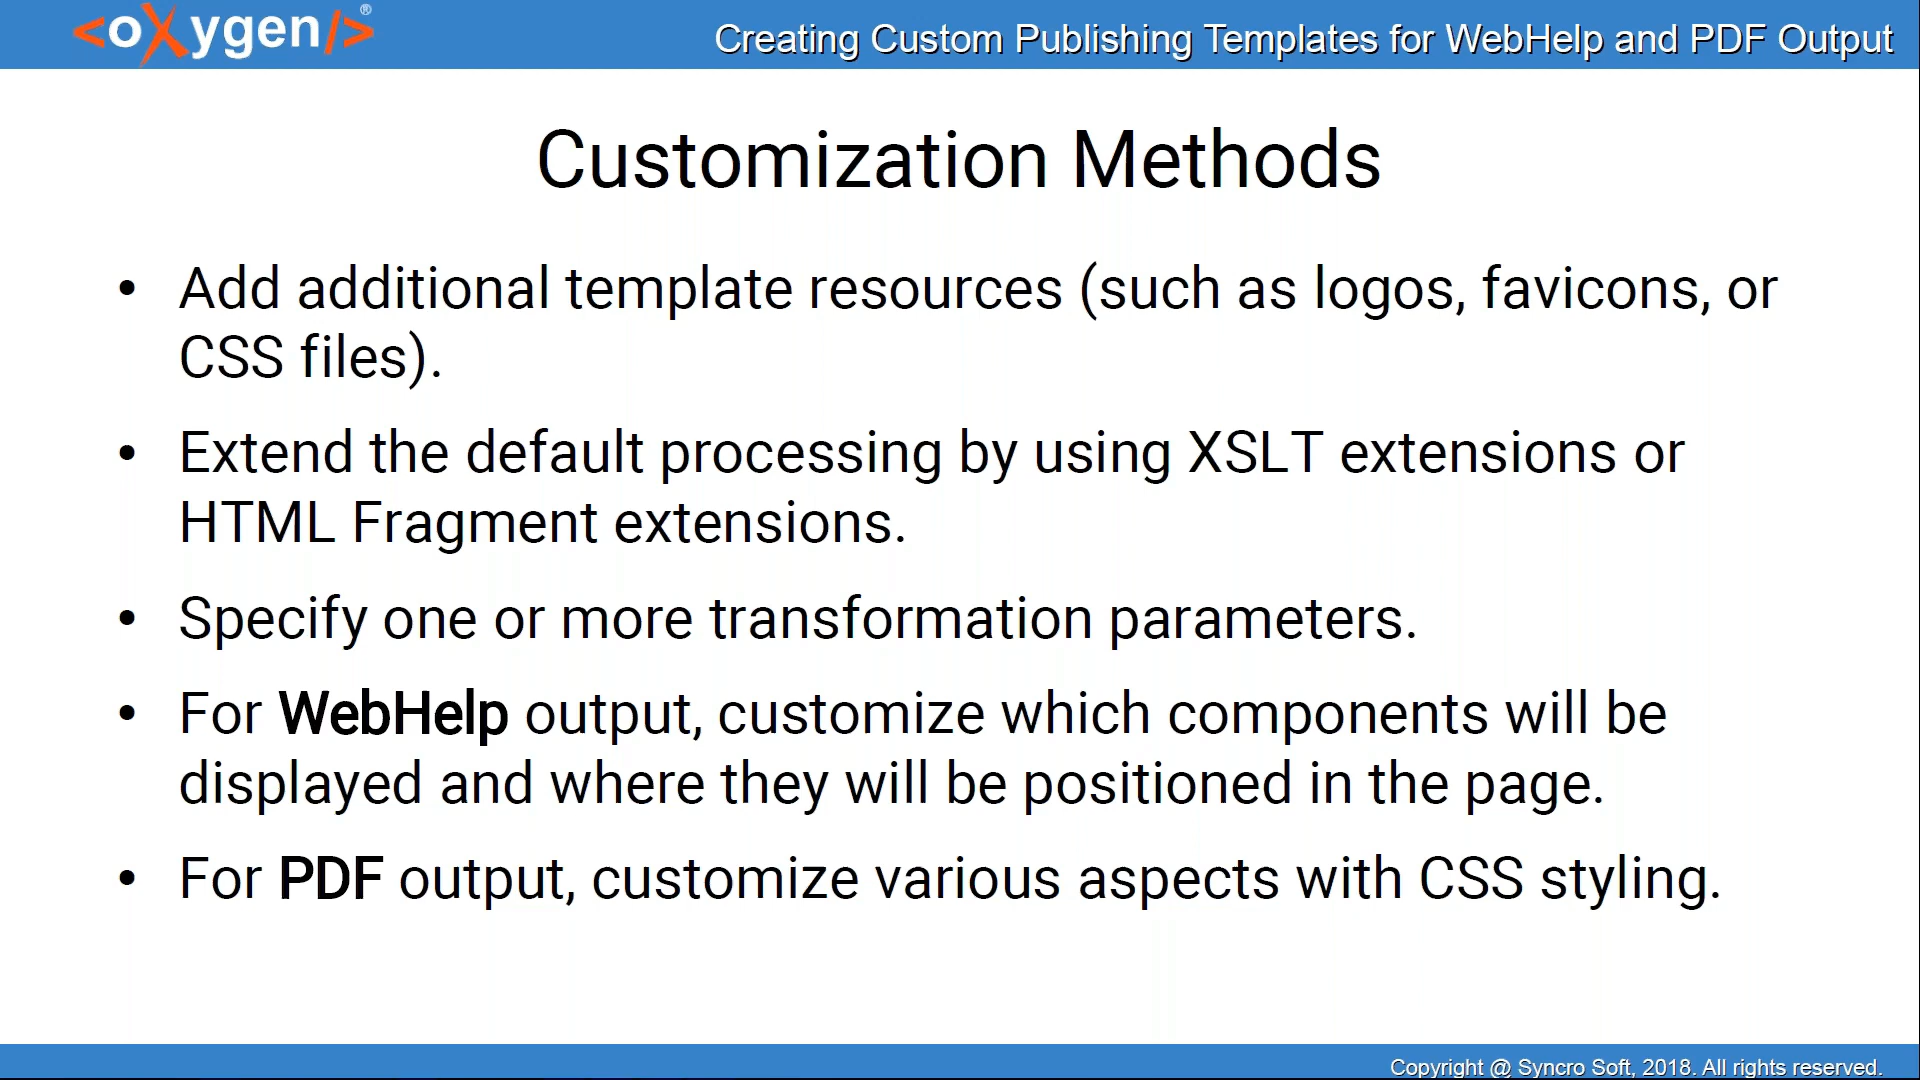 <oXygen/>®
Creating Custom Publishing Templates for WebHelp and PDF Output
Customization Methods
• Add additional template resources (such as logos, favicons, or
CSS files).
• Extend the default processing by using XSLT extensions or
HTML Fragment extensions.
• Specify one or more transformation parameters.
• For WebHelp output, customize which components will be
displayed and where they will be positioned in the page.
• For PDF output, customize various aspects with CSS styling.
Copyright @ Syncro Soft, 2018. All rights reserved.